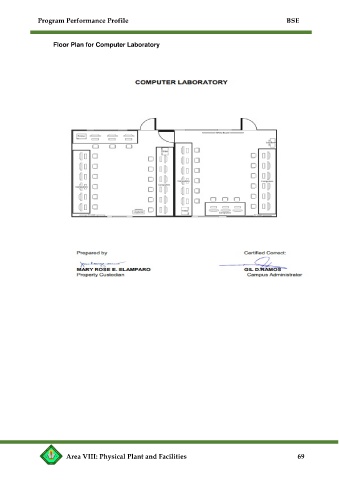 Program Performance Profile BSE
Floor Plan for Computer Laboratory
COMPUTER LABORATORY
Prepared by Certified Correct:
MARY ROSE E. ELAMPARO GIL D.RAMOS
Property Custodian Campus Administrator
Area VIII: Physical Plant and Facilities 69